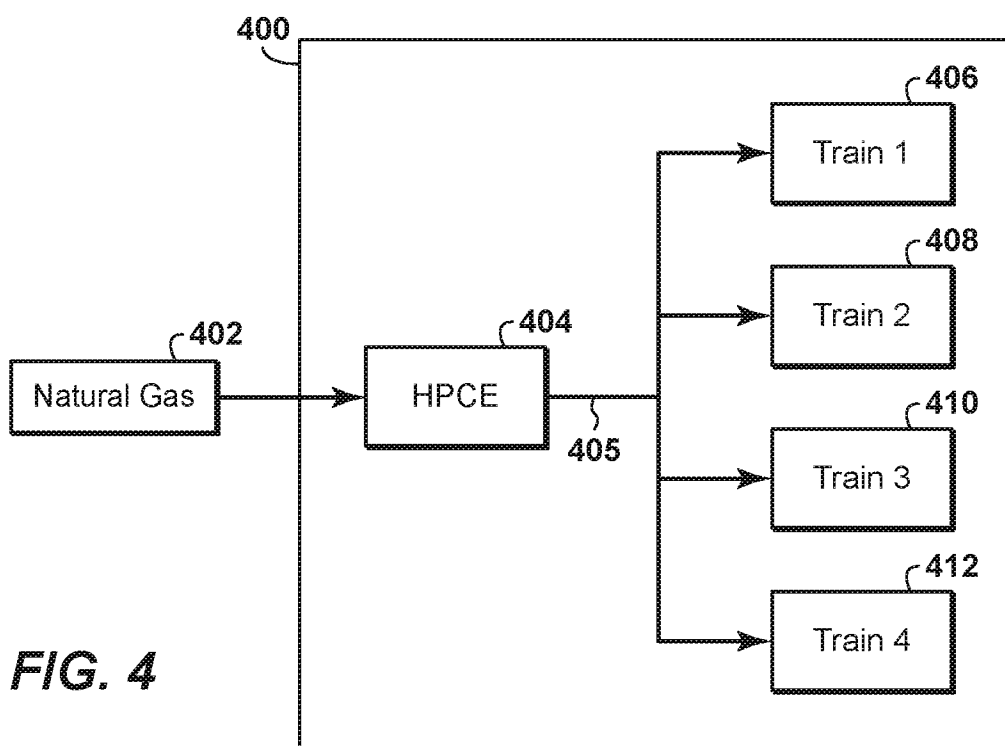 400
406
Train 1
408
Train 2
402
Natural Gas
404
HPCE
405
410
Train 3
412
Train 4
FIG. 4